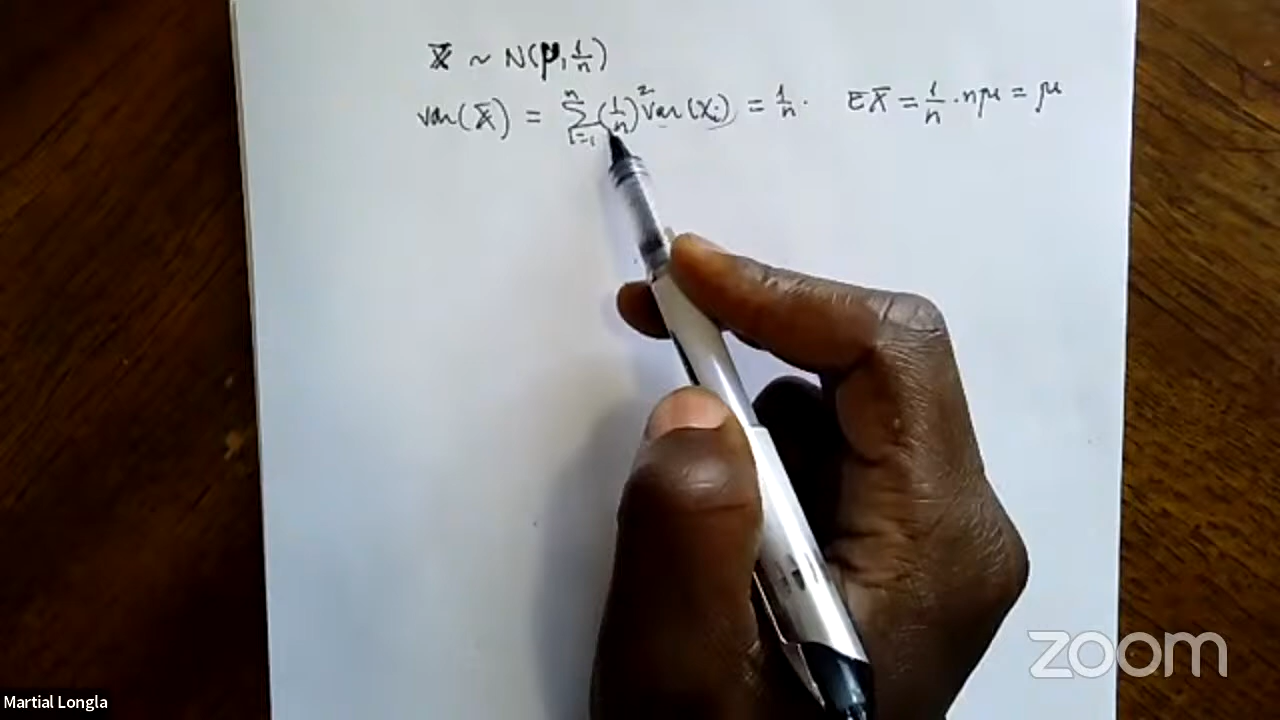 X̄ ~ N(μ, 1/n)
Var(X̄) = ∑_{i=1}^{n} (1/n)² Var(Xᵢ) = 1/n. EX̄ = 1/n · nμ = μ
zoom
Martial Longla